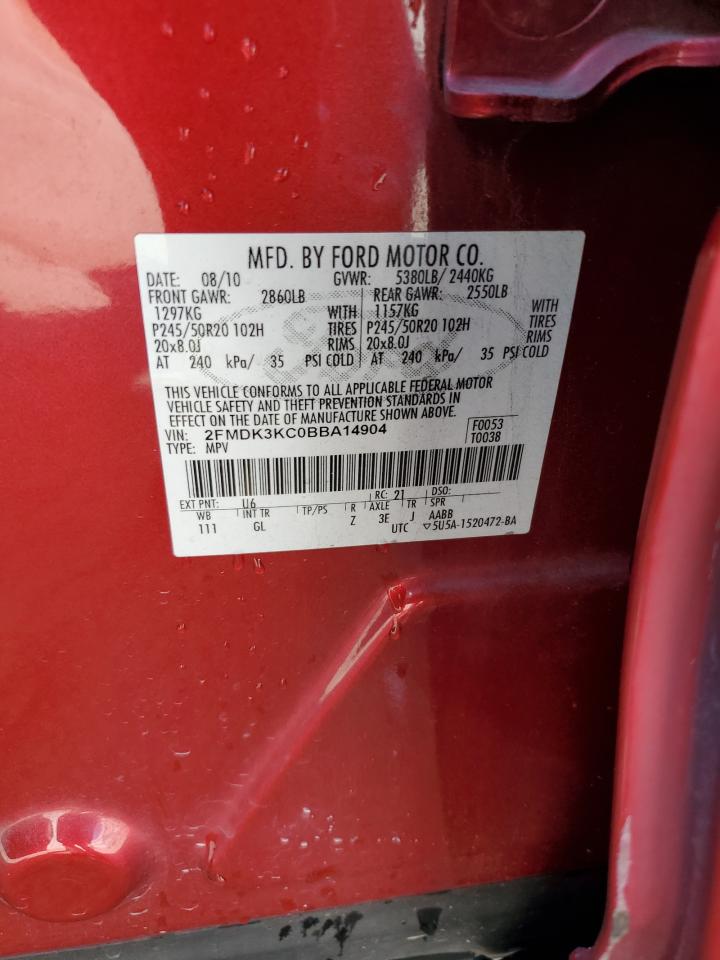 MFD. BY FORD MOTOR CO.
DATE: 08/10 GVWR: 5380LB/ 2440KG
FRONT GAWR: 2860LB REAR GAWR: 2550LB
1297KG WITH 1157KG WITH
P245/50R20 102H TIRES P245/50R20 102H TIRES
20x8.0J RIMS 20x8.0J RIMS
AT 240 kPa/ 35 PSI COLD AT 240 kPa/ 35 PSI COLD
THIS VEHICLE CONFORMS TO ALL APPLICABLE FEDERAL MOTOR
VEHICLE SAFETY AND THEFT PREVENTION STANDARDS IN
EFFECT ON THE DATE OF MANUFACTURE SHOWN ABOVE.
VIN: 2FMDK3KC0BBA14904 F0053
TYPE: MPV T0038
EXT PNT: U6 RC: 21 DSO:
WB INT TR TP/PS R AXLE TR SPR
111 GL Z 3E J AABB
UTC ▽5U5A-1520472-BA